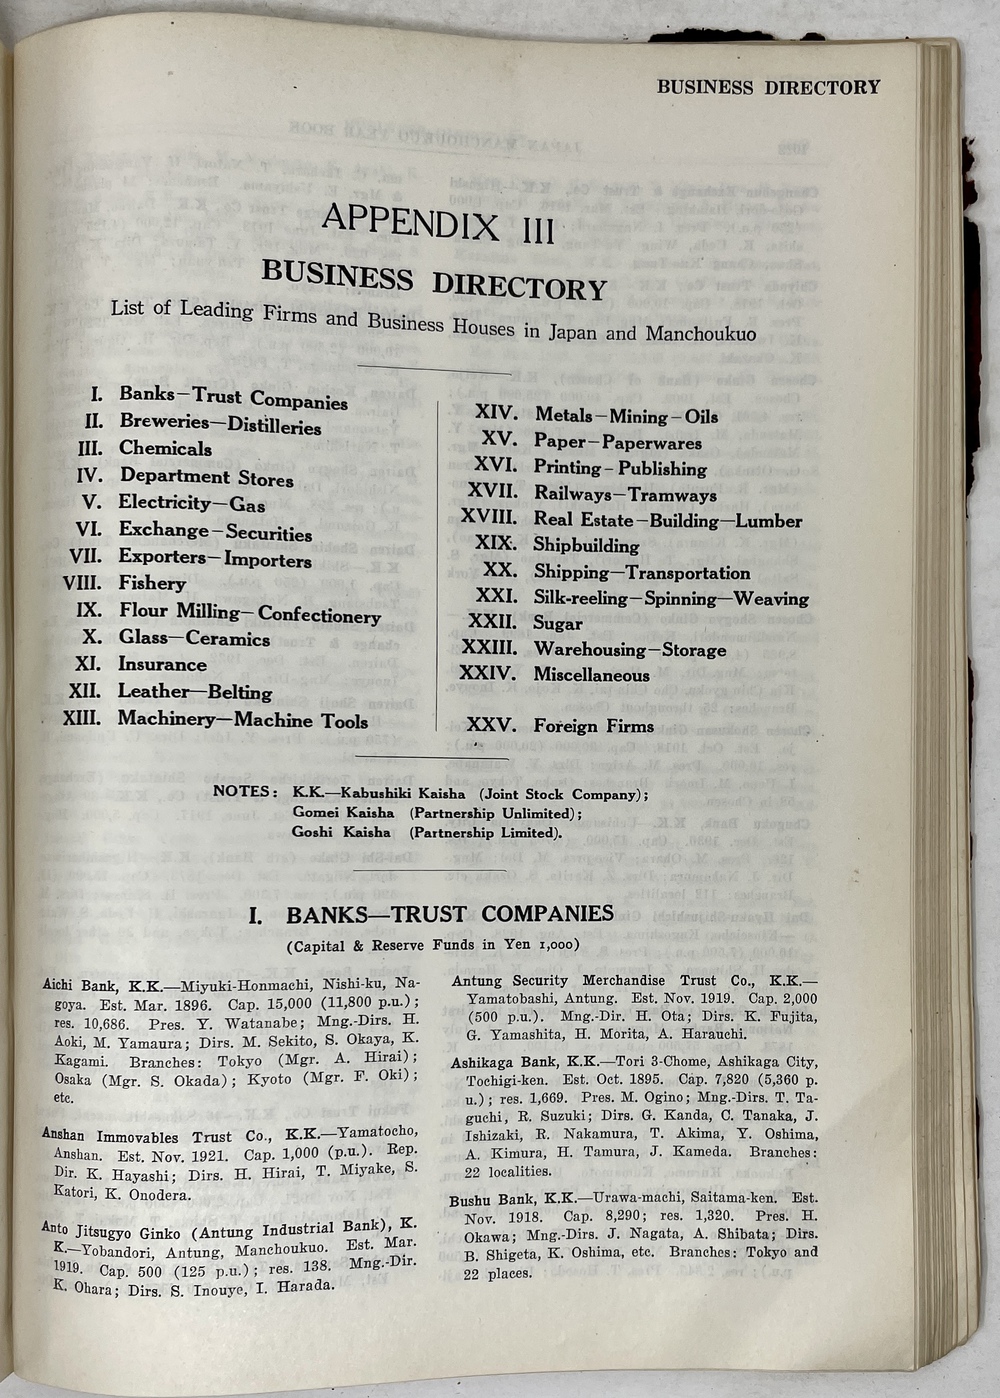 BUSINESS DIRECTORY
APPENDIX III
BUSINESS DIRECTORY
List of Leading Firms and Business Houses in Japan and Manchoukuo
I. Banks—Trust Companies
II. Breweries—Distilleries
III. Chemicals
IV. Department Stores
V. Electricity—Gas
VI. Exchange—Securities
VII. Exporters—Importers
VIII. Fishery
IX. Flour Milling—Confectionery
X. Glass—Ceramics
XI. Insurance
XII. Leather—Belting
XIII. Machinery—Machine Tools
XIV. Metals—Mining—Oils
XV. Paper—Paperwares
XVI. Printing—Publishing
XVII. Railways—Tramways
XVIII. Real Estate—Building—Lumber
XIX. Shipbuilding
XX. Shipping—Transportation
XXI. Silk-reeling—Spinning—Weaving
XXII. Sugar
XXIII. Warehousing—Storage
XXIV. Miscellaneous
XXV. Foreign Firms
NOTES: K.K.—Kabushiki Kaisha (Joint Stock Company);
Gomei Kaisha (Partnership Unlimited);
Goshi Kaisha (Partnership Limited).
I. BANKS—TRUST COMPANIES
(Capital & Reserve Funds in Yen 1,000)
Aichi Bank, K.K.—Miyuki-Honmachi, Nishi-ku, Na-
goya. Est. Mar. 1896. Cap. 15,000 (11,800 p.u.);
res. 10,686. Pres. Y. Watanabe; Mng.-Dirs. H.
Aoki, M. Yamaura; Dirs. M. Sekito, S. Okaya, K.
Kagami. Branches: Tokyo (Mgr. A. Hirai);
Osaka (Mgr. S. Okada); Kyoto (Mgr. F. Oki);
etc.
Anshan Immovables Trust Co., K.K.—Yamatocho,
Anshan. Est. Nov. 1921. Cap. 1,000 (p.u.). Rep.
Dir. K. Hayashi; Dirs. H. Hirai, T. Miyake, S.
Katori, K. Onodera.
Anto Jitsugyo Ginko (Antung Industrial Bank), K.
K.—Yobandori, Antung, Manchoukuo. Est. Mar.
1919. Cap. 500 (125 p.u.); res. 138. Mng.-Dir.
K. Ohara; Dirs. S. Inouye, I. Harada.
Antung Security Merchandise Trust Co., K.K.—
Yamatobashi, Antung. Est. Nov. 1919. Cap. 2,000
(500 p.u.). Mng.-Dir. H. Ota; Dirs. K. Fujita,
G. Yamashita, H. Morita, A. Harauchi.
Ashikaga Bank, K.K.—Tori 3-Chome, Ashikaga City,
Tochigi-ken. Est. Oct. 1895. Cap. 7,820 (5,360 p.
u.); res. 1,669. Pres. M. Ogino; Mng.-Dirs. T. Ta-
guchi, R. Suzuki; Dirs. G. Kanda, C. Tanaka, J.
Ishizaki, R. Nakamura, T. Akima, Y. Oshima,
A. Kimura, H. Tamura, J. Kameda. Branches:
22 localities.
Bushu Bank, K.K.—Urawa-machi, Saitama-ken. Est.
Nov. 1918. Cap. 8,290; res. 1,320. Pres. H.
Okawa; Mng.-Dirs. J. Nagata, A. Shibata; Dirs.
B. Shigeta, K. Oshima, etc. Branches: Tokyo and
22 places.